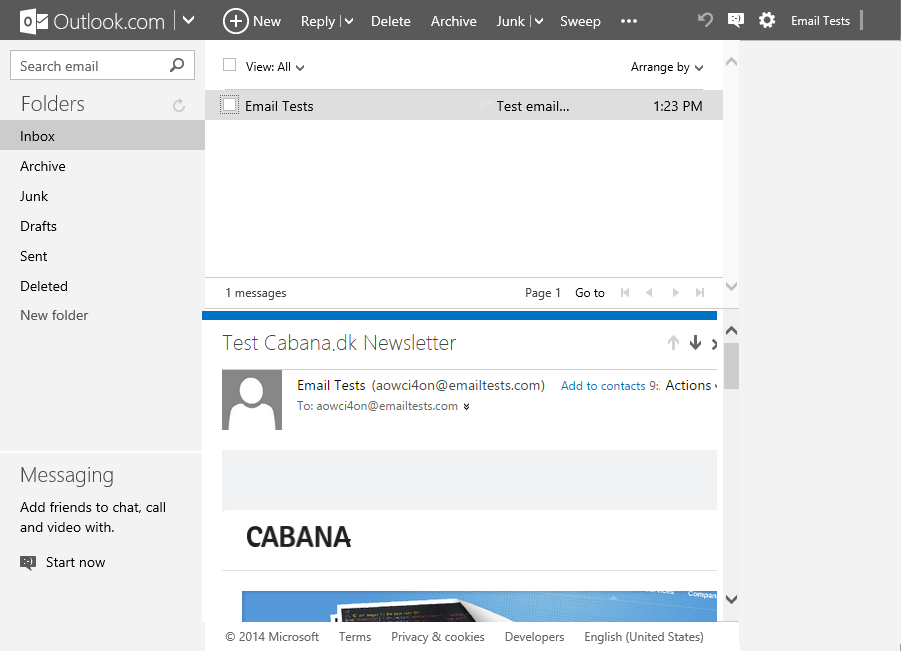 Outlook.com New Reply Delete Archive Junk Sweep ••• Email Tests
Search email
Folders
Inbox
Archive
Junk
Drafts
Sent
Deleted
New folder
Messaging
Add friends to chat, call
and video with.
Start now
View: All Arrange by
Email Tests Test email... 1:23 PM
1 messages Page 1 Go to
Test Cabana.dk Newsletter
Email Tests (aowci4on@emailtests.com) Add to contacts 9: Actions
To: aowci4on@emailtests.com
CABANA
© 2014 Microsoft Terms Privacy & cookies Developers English (United States)